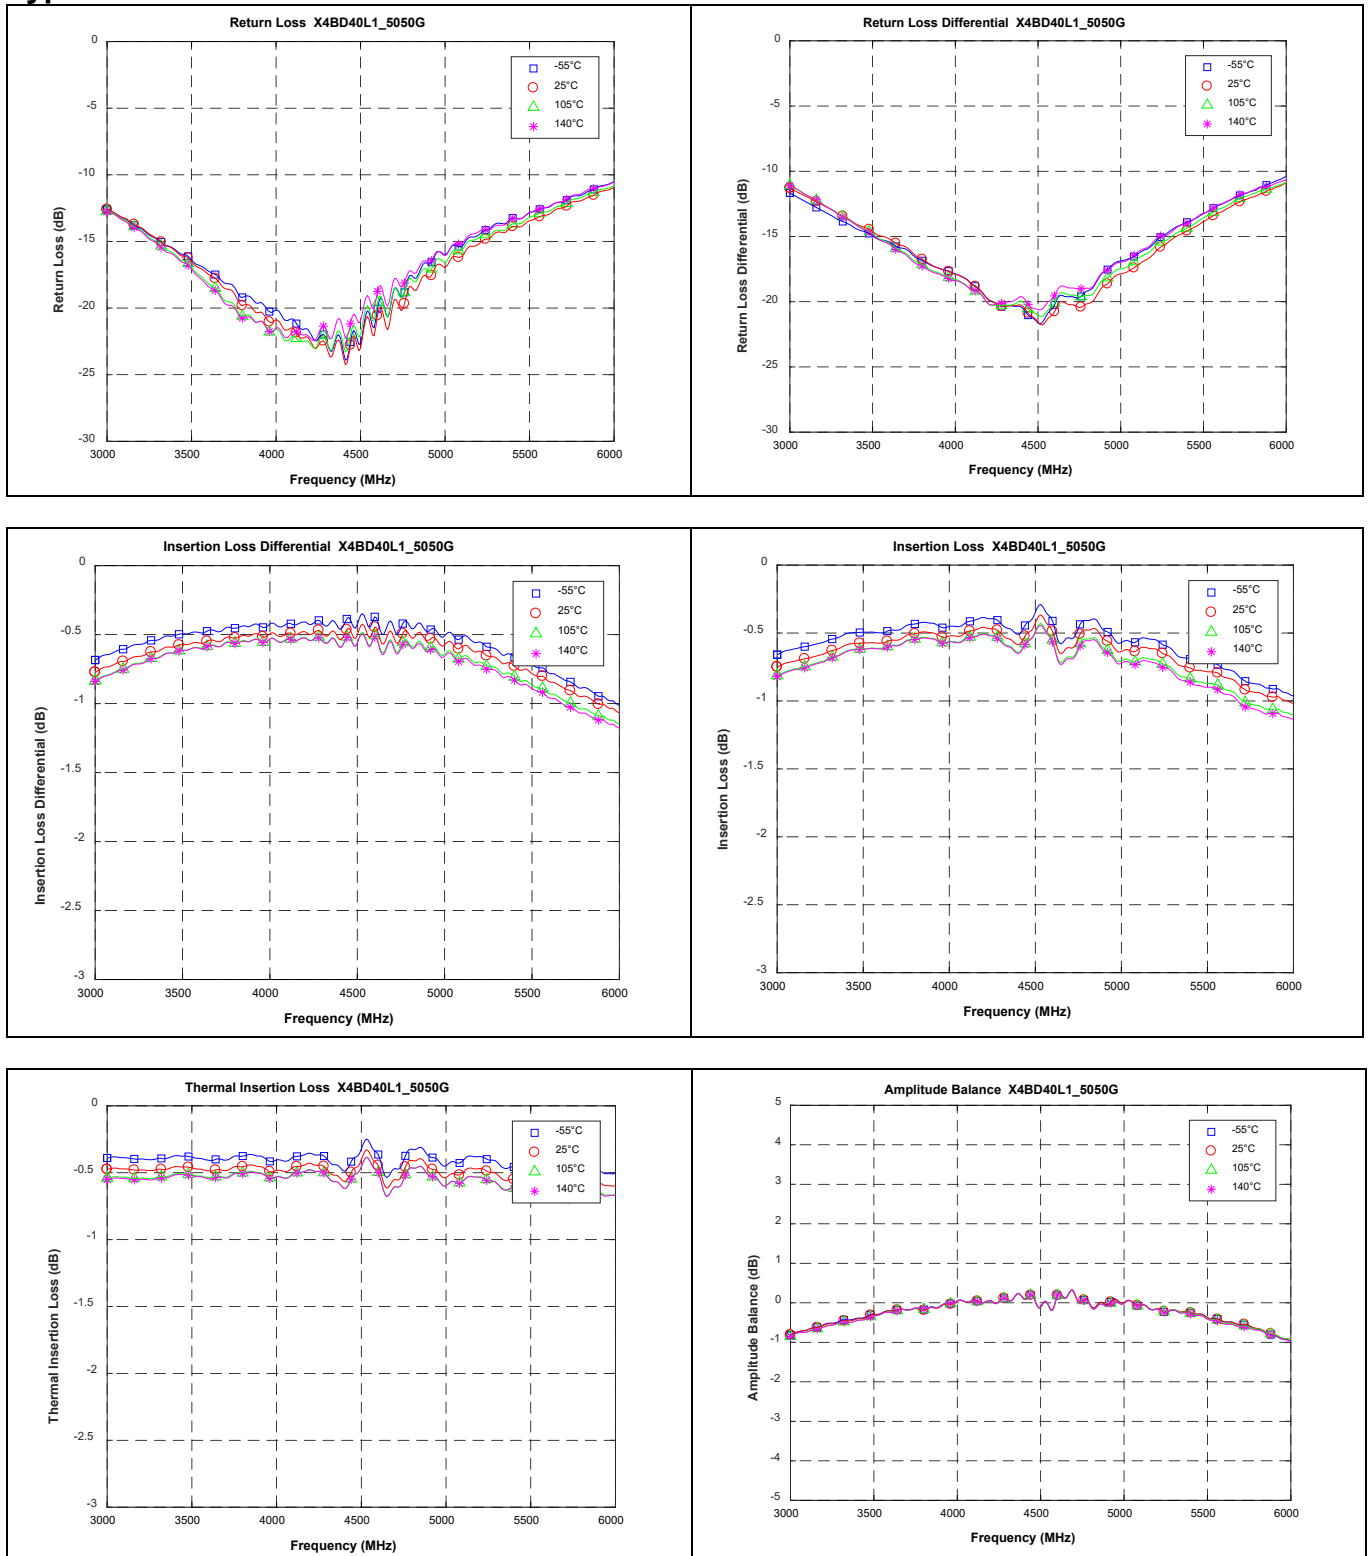 Return Loss X4BD40L1_5050G
0
-5
-10
-15
-20
-25
-30
Return Loss (dB)
-55°C
25°C
105°C
140°C
3000 3500 4000 4500 5000 5500 6000
Frequency (MHz)
Return Loss Differential X4BD40L1_5050G
0
-5
-10
-15
-20
-25
-30
Return Loss Differential (dB)
-55°C
25°C
105°C
140°C
3000 3500 4000 4500 5000 5500 6000
Frequency (MHz)
Insertion Loss Differential X4BD40L1_5050G
0
-0.5
-1
-1.5
-2
-2.5
-3
Insertion Loss Differential (dB)
-55°C
25°C
105°C
140°C
3000 3500 4000 4500 5000 5500 6000
Frequency (MHz)
Insertion Loss X4BD40L1_5050G
0
-0.5
-1
-1.5
-2
-2.5
-3
Insertion Loss (dB)
-55°C
25°C
105°C
140°C
3000 3500 4000 4500 5000 5500 6000
Frequency (MHz)
Thermal Insertion Loss X4BD40L1_5050G
0
-0.5
-1
-1.5
-2
-2.5
-3
Thermal Insertion Loss (dB)
-55°C
25°C
105°C
140°C
3000 3500 4000 4500 5000 5500 6000
Frequency (MHz)
Amplitude Balance X4BD40L1_5050G
5
4
3
2
1
0
-1
-2
-3
-4
-5
Amplitude Balance (dB)
-55°C
25°C
105°C
140°C
3000 3500 4000 4500 5000 5500 6000
Frequency (MHz)